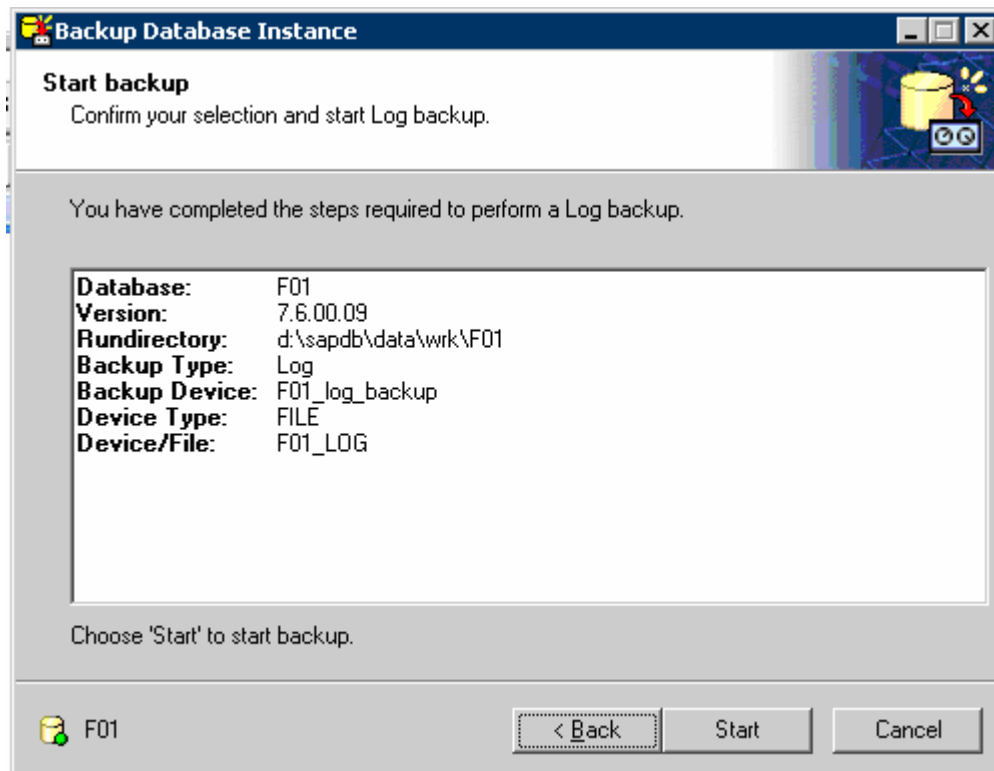 Backup Database Instance
Start backup
Confirm your selection and start Log backup.
You have completed the steps required to perform a Log backup.
Database: F01
Version: 7.6.00.09
Rundirectory: d:\sapdb\data\wrk\F01
Backup Type: Log
Backup Device: F01_log_backup
Device Type: FILE
Device/File: F01_LOG
Choose 'Start' to start backup.
F01 < Back Start Cancel